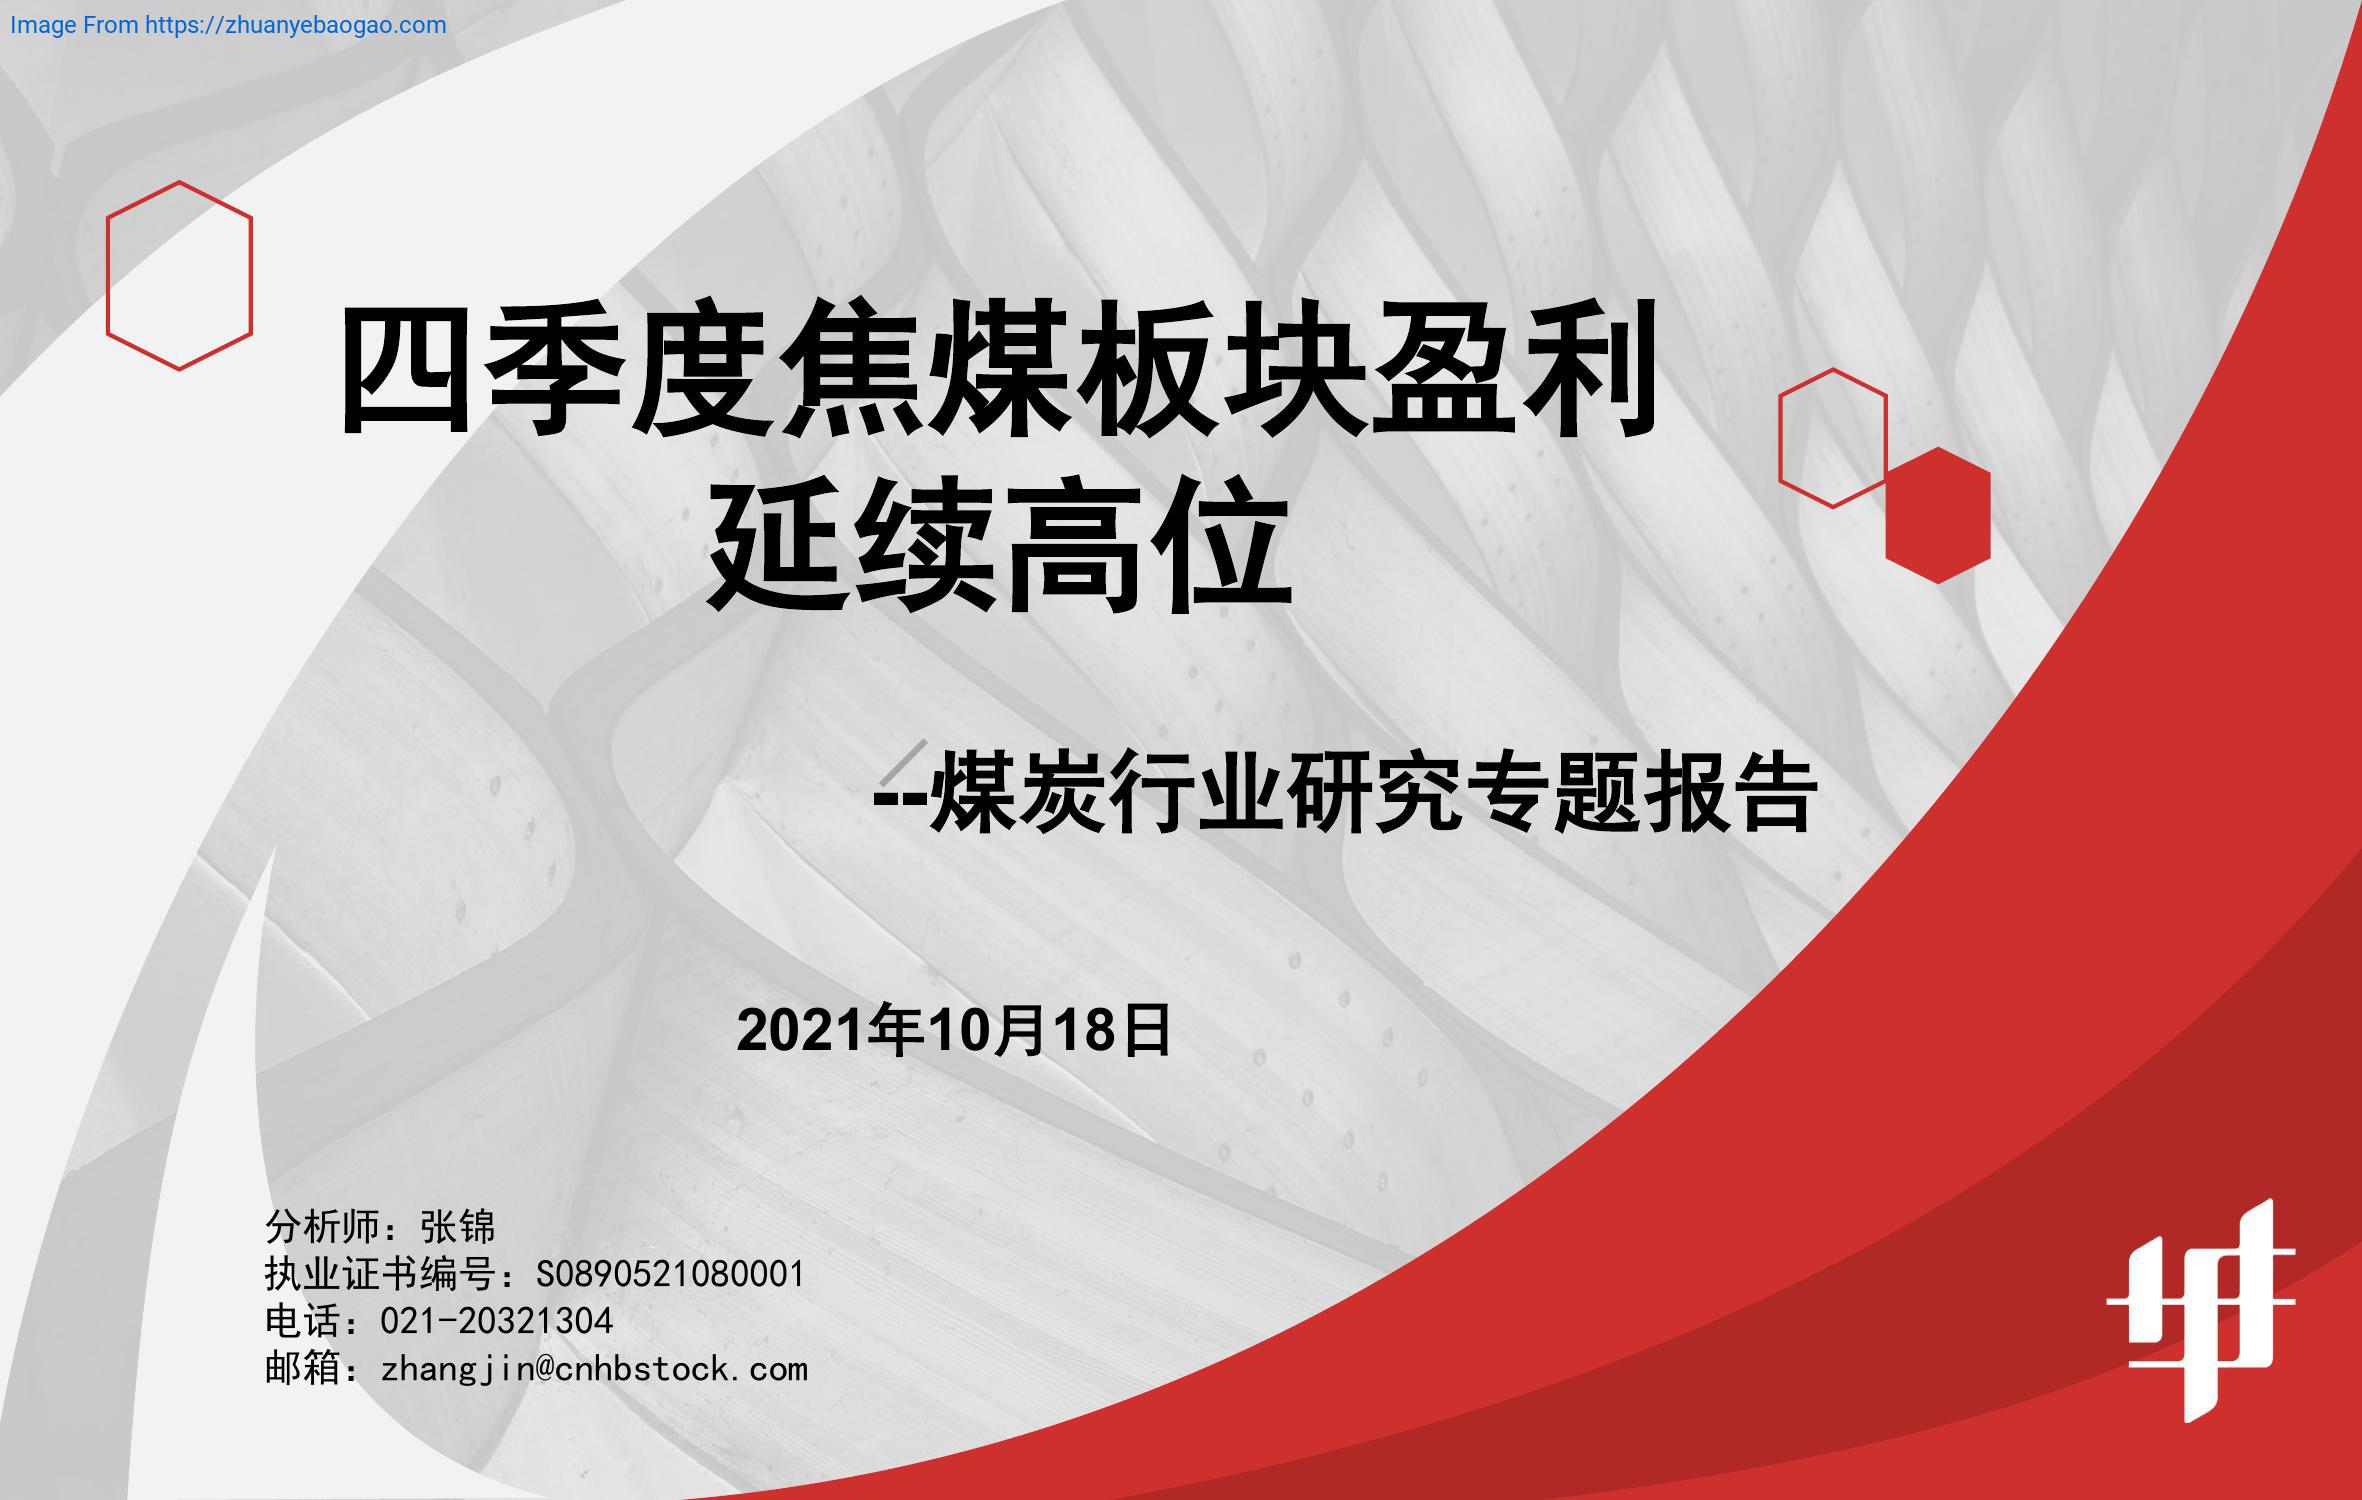 Image From https://zhuanyebaogao.com
四季度焦煤板块盈利
延续高位
--煤炭行业研究专题报告
2021年10月18日
分析师：张锦
执业证书编号：S0890521080001
电话：021-20321304
邮箱：zhangjin@cnhbstock.com